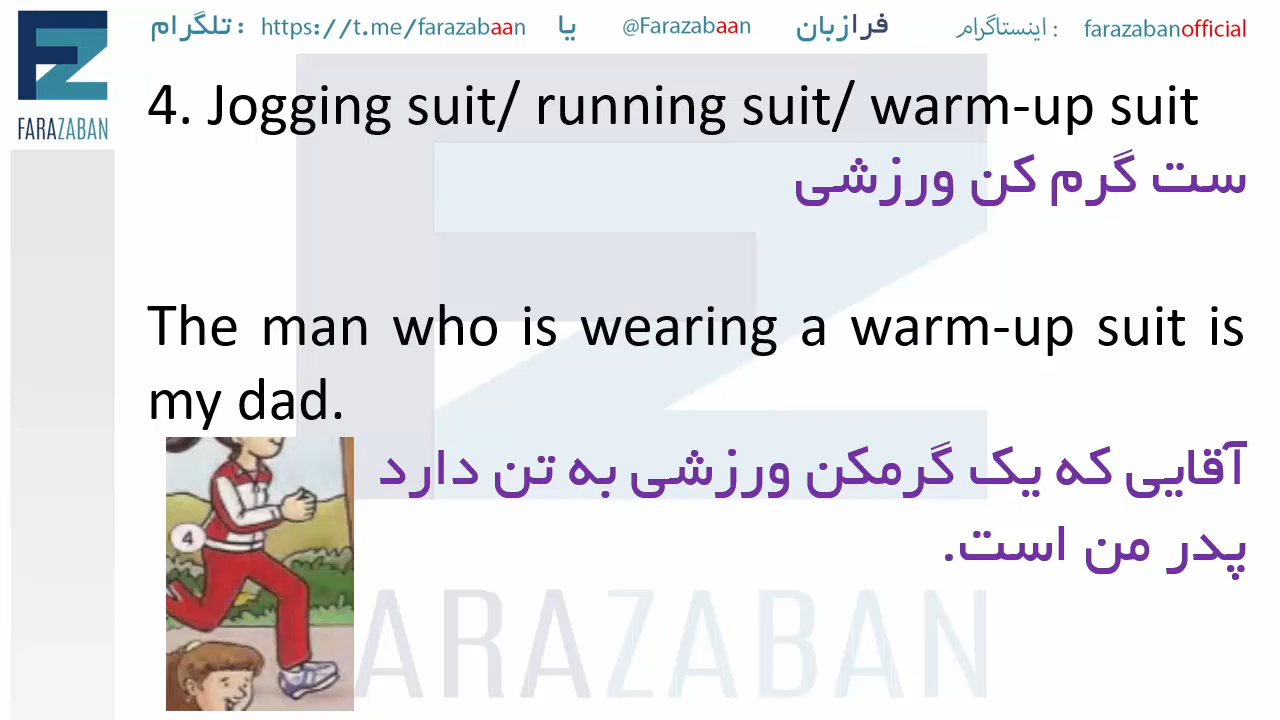 تلگرام : https://t.me/farazabaan یا @Farazabaan فرازبان اینستاگرام : farazabanofficial
FZ
FARAZABAN
4. Jogging suit/ running suit/ warm-up suit
ست گرم کن ورزشی
The man who is wearing a warm-up suit is
my dad.
آقایی که یک گرمکن ورزشی به تن دارد
پدر من است.
4
FARAZABAN